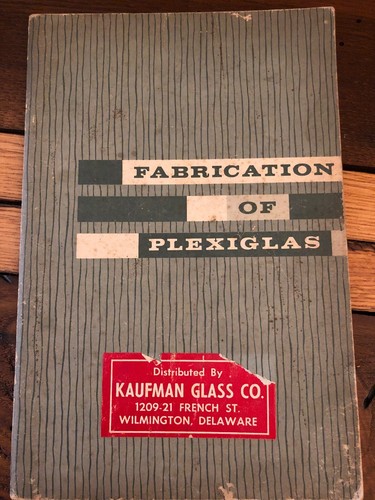 FABRICATION
OF
PLEXIGLAS
Distributed By
KAUFMAN GLASS CO.
1209-21 FRENCH ST.
WILMINGTON, DELAWARE